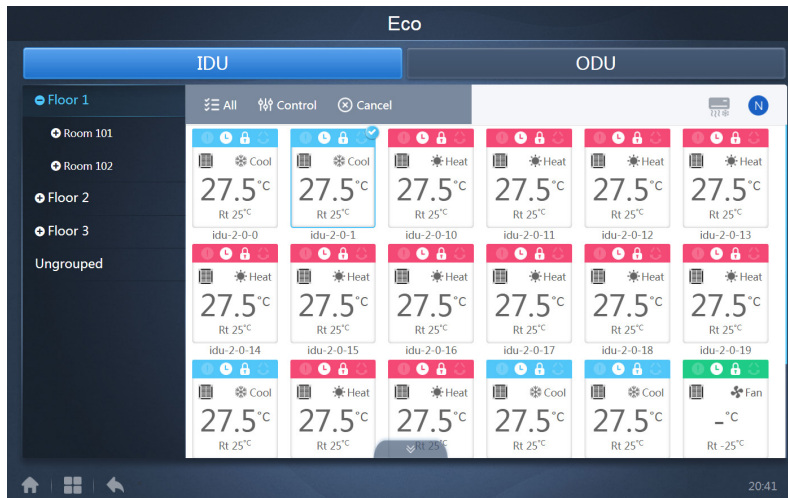 Eco
IDU ODU
Floor 1
All Control Cancel N
Room 101
Room 102
Floor 2
Floor 3
Ungrouped
Cool Cool Heat Heat Heat Heat
27.5°C 27.5°C 27.5°C 27.5°C 27.5°C 27.5°C
Rt 25°C Rt 25°C Rt 25°C Rt 25°C Rt 25°C Rt 25°C
idu-2-0-0 idu-2-0-1 idu-2-0-10 idu-2-0-11 idu-2-0-12 idu-2-0-13
Heat Heat Heat Heat Heat Heat
27.5°C 27.5°C 27.5°C 27.5°C 27.5°C 27.5°C
Rt 25°C Rt 25°C Rt 25°C Rt 25°C Rt 25°C Rt 25°C
idu-2-0-14 idu-2-0-15 idu-2-0-16 idu-2-0-17 idu-2-0-18 idu-2-0-19
Cool Heat Heat Cool Cool Fan
27.5°C 27.5°C 27.5°C 27.5°C 27.5°C _°C
Rt 25°C Rt 25°C Rt 25°C Rt 25°C Rt 25°C Rt -25°C
20:41